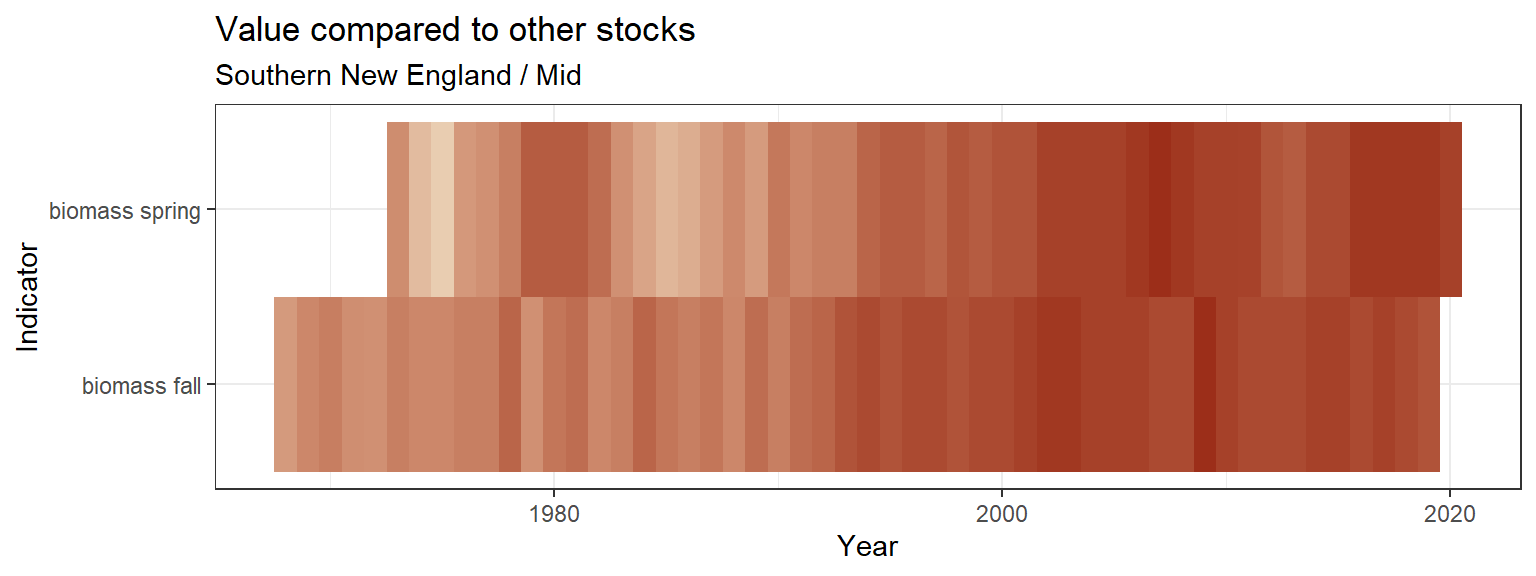 Value compared to other stocks
Southern New England / Mid
Indicator
biomass spring
biomass fall
1980
2000
2020
Year